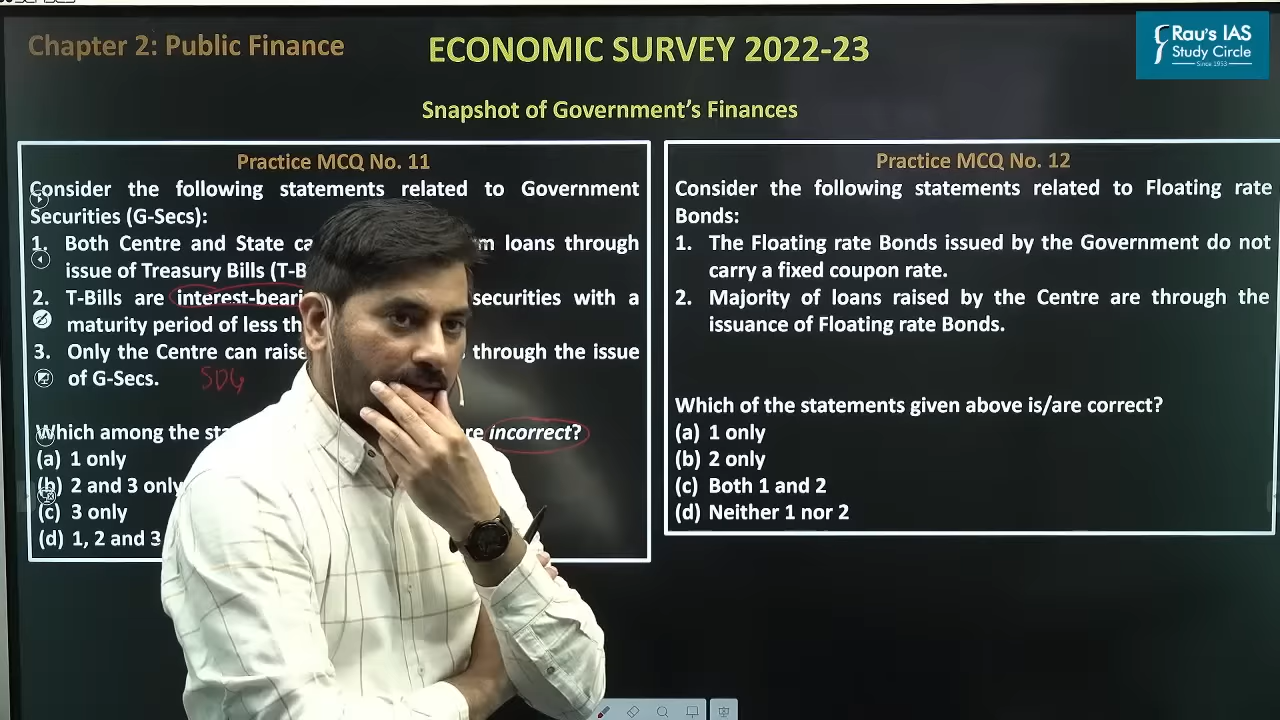 Chapter 2: Public Finance
ECONOMIC SURVEY 2022-23
Rau's IAS
Study Circle
Since 1953
Snapshot of Government's Finances
Practice MCQ No. 11
Consider the following statements related to Government
Securities (G-Secs):
1. Both Centre and State loans through
issue of Treasury Bills
2. T-Bills are securities with a
maturity period of less
3. Only the Centre can raise through the issue
of G-Secs.
SDG
Which among the incorrect?
(a) 1 only
(b) 2 and 3 only
(c) 3 only
(d) 1, 2 and 3
Practice MCQ No. 12
Consider the following statements related to Floating rate
Bonds:
1. The Floating rate Bonds issued by the Government do not
carry a fixed coupon rate.
2. Majority of loans raised by the Centre are through the
issuance of Floating rate Bonds.
Which of the statements given above is/are correct?
(a) 1 only
(b) 2 only
(c) Both 1 and 2
(d) Neither 1 nor 2